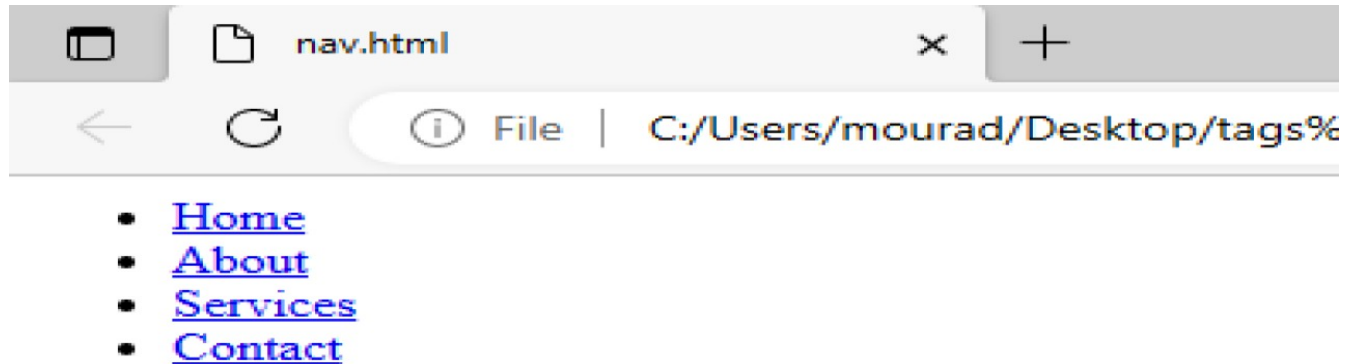 nav.html
File | C:/Users/mourad/Desktop/tags%
Home
About
Services
Contact